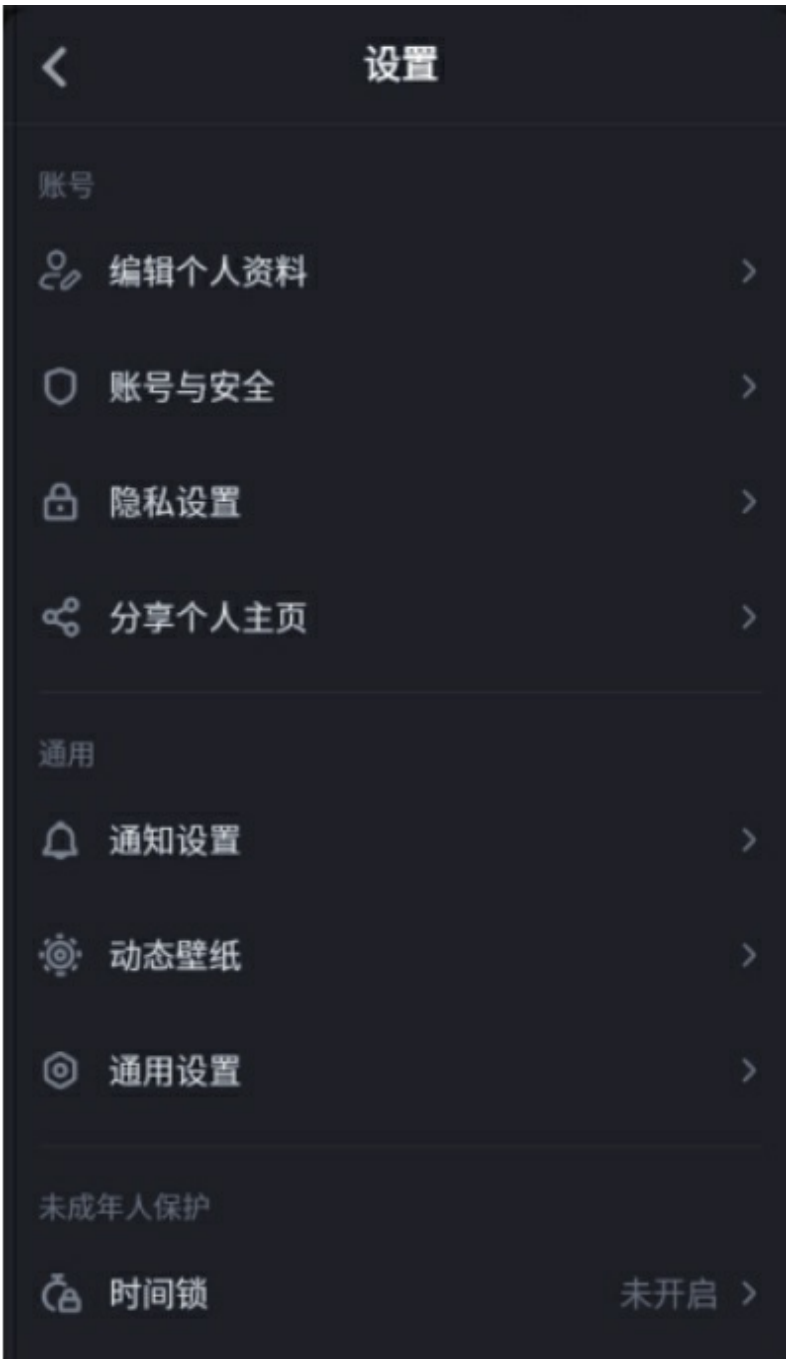 设置
账号
编辑个人资料
账号与安全
隐私设置
分享个人主页
通用
通知设置
动态壁纸
通用设置
未成年人保护
时间锁 未开启